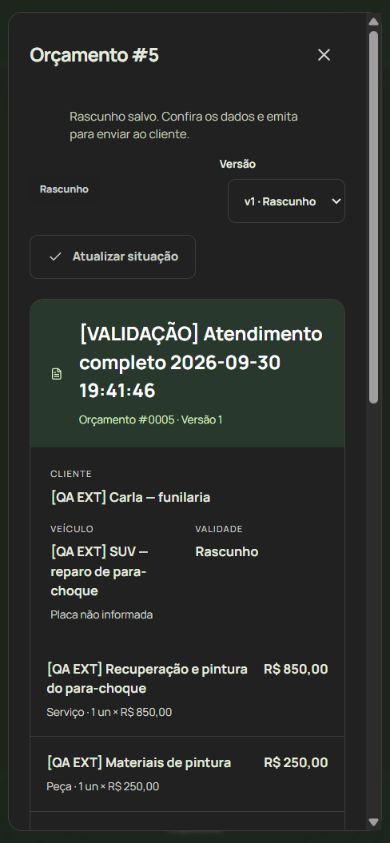 Orçamento #5
Rascunho salvo. Confira os dados e emita
para enviar ao cliente.
Versão
Rascunho
v1 · Rascunho
Atualizar situação
[VALIDAÇÃO] Atendimento
completo 2026-09-30
19:41:46
Orçamento #0005 · Versão 1
CLIENTE
[QA EXT] Carla — funilaria
VEÍCULO
VALIDADE
[QA EXT] SUV —
reparo de para-
choque
Rascunho
Placa não informada
[QA EXT] Recuperação e pintura
do para-choque
R$ 850,00
Serviço · 1 un × R$ 850,00
[QA EXT] Materiais de pintura
R$ 250,00
Peça · 1 un × R$ 250,00